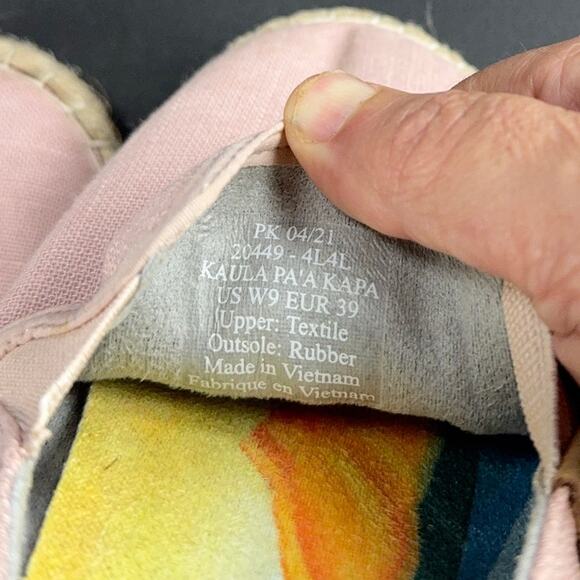 PK 04/21
20449 - 4L4L
KAULA PA'A KAPA
US W9 EUR 39
Upper: Textile
Outsole: Rubber
Made in Vietnam
Fabrique en Vietnam